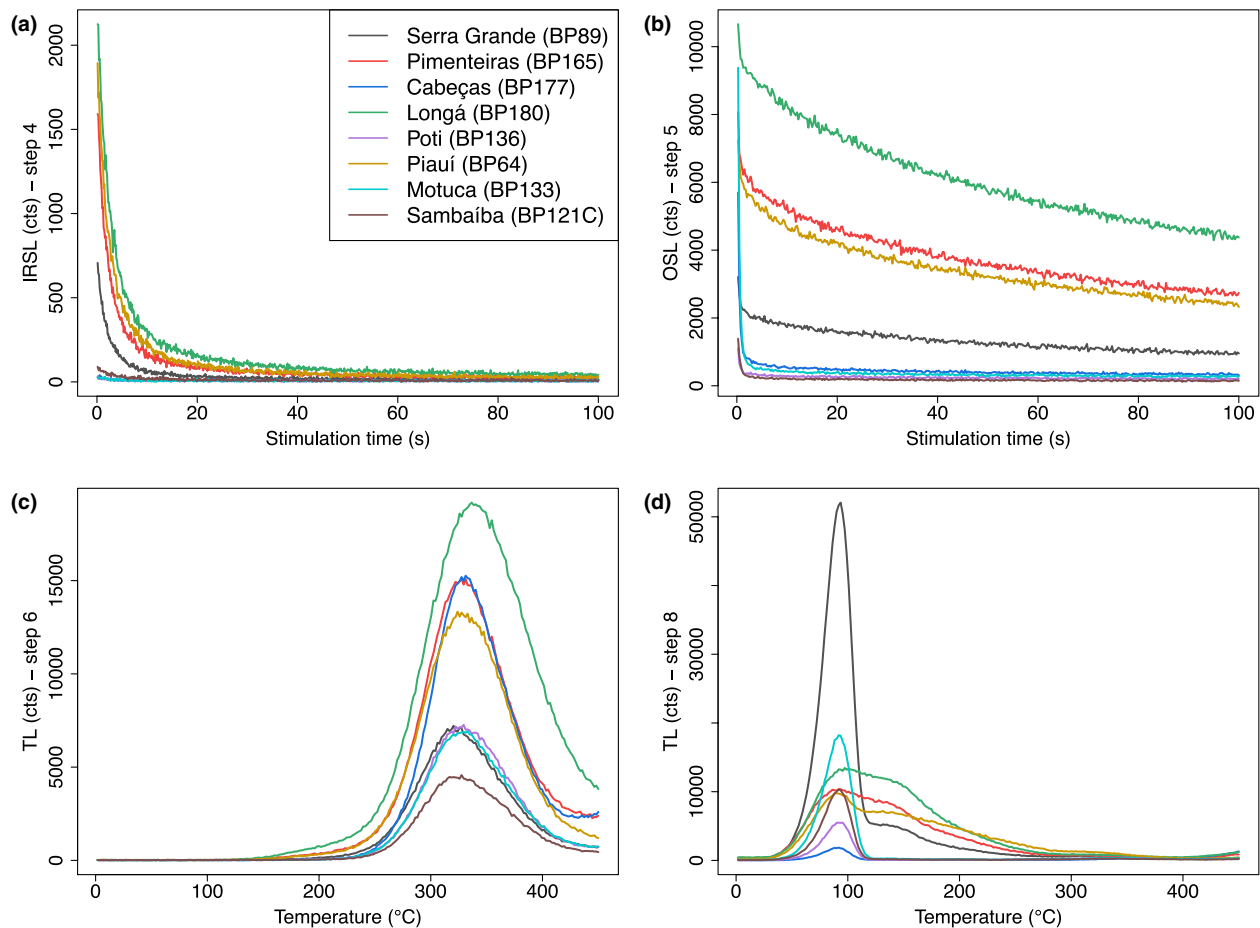 (a)
IRSL (cts) − step 4
0
500
1000
1500
2000
0 20 40 60 80 100
Stimulation time (s)
Serra Grande (BP89)
Pimenteiras (BP165)
Cabeças (BP177)
Longá (BP180)
Poti (BP136)
Piauí (BP64)
Motuca (BP133)
Sambaíba (BP121C)
(b)
OSL (cts) − step 5
0
2000
4000
6000
8000
10000
0 20 40 60 80 100
Stimulation time (s)
(c)
TL (cts) − step 6
0
5000
10000
15000
0 100 200 300 400
Temperature (°C)
(d)
TL (cts) − step 8
0
10000
30000
50000
0 100 200 300 400
Temperature (°C)